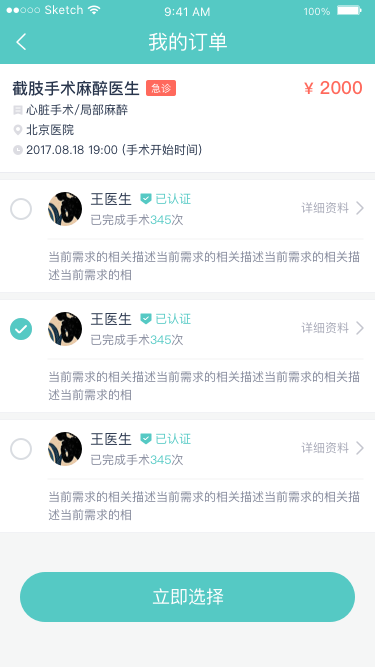 Sketch
9:41 AM
100%
我的订单
截肢手术麻醉医生 急诊 ¥ 2000
心脏手术/局部麻醉
北京医院
2017.08.18 19:00 (手术开始时间)
王医生 已认证
已完成手术345次
详细资料
当前需求的相关描述当前需求的相关描述当前需求的相关描
述当前需求的相
王医生 已认证
已完成手术345次
详细资料
当前需求的相关描述当前需求的相关描述当前需求的相关描
述当前需求的相
王医生 已认证
已完成手术345次
详细资料
当前需求的相关描述当前需求的相关描述当前需求的相关描
述当前需求的相
立即选择